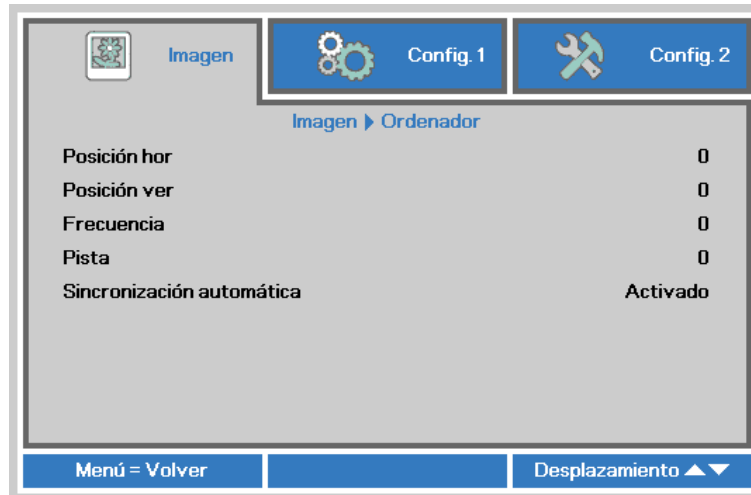 Imagen Config. 1 Config. 2
Imagen ▶ Ordenador
Posición hor 0
Posición ver 0
Frecuencia 0
Pista 0
Sincronización automática Activado
Menú = Volver Desplazamiento ▲▼